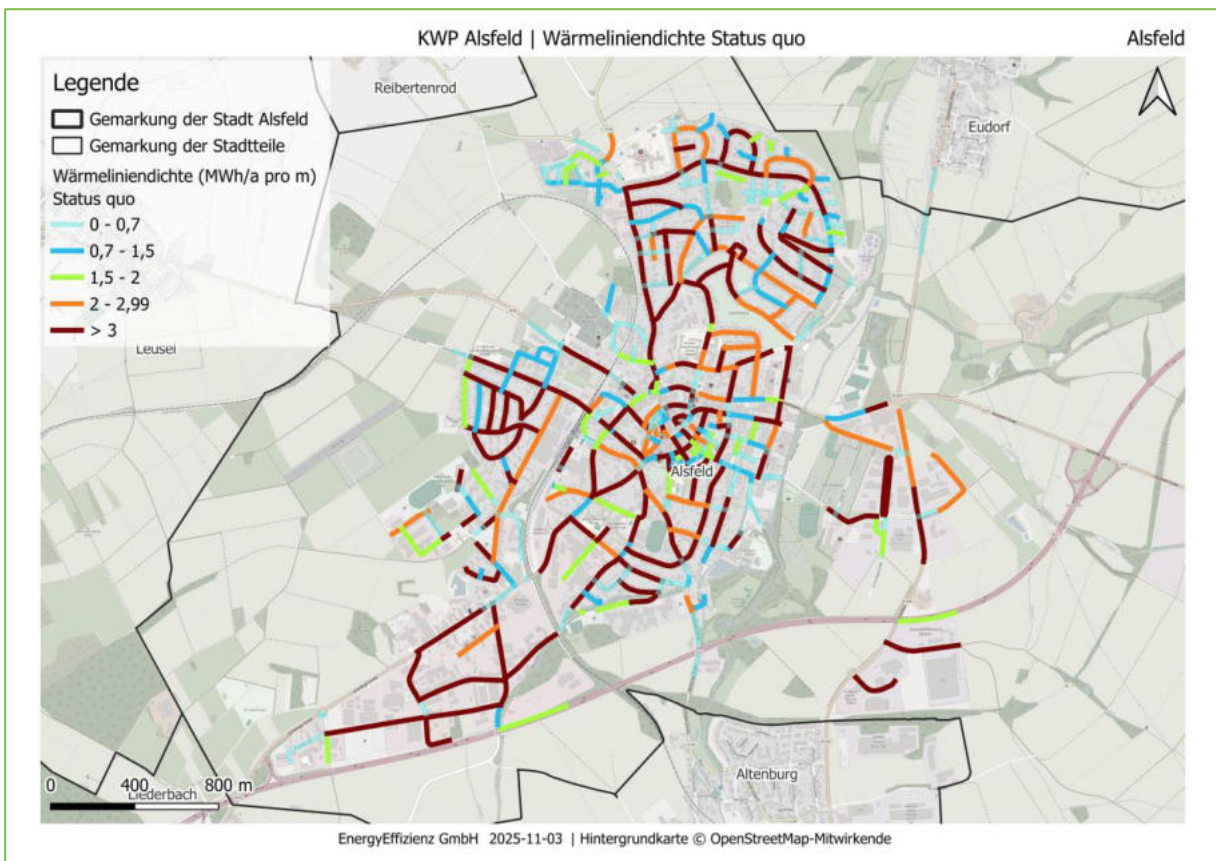 KWP Alsfeld | Wärmeliniendichte Status quo
Alsfeld
Legende
Gemarkung der Stadt Alsfeld
Gemarkung der Stadtteile
Wärmeliniendichte (MWh/a pro m)
Status quo
0 - 0,7
0,7 - 1,5
1,5 - 2
2 - 2,99
> 3
Reibertenrod
Eudorf
Leusel
Alsfeld
Altenburg
Liederbach
0 400 800 m
EnergyEffizienz GmbH 2025-11-03 | Hintergrundkarte © OpenStreetMap-Mitwirkende